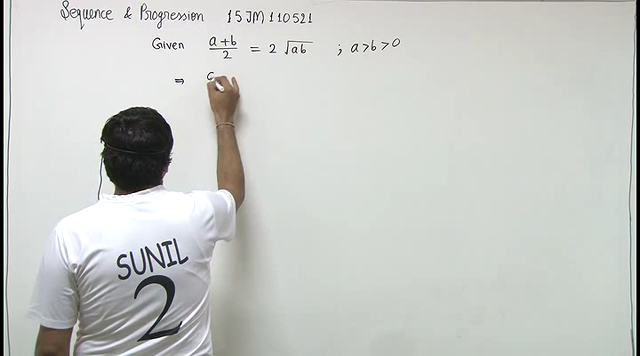 Sequence & Progression 15JM110521
Given a+b/2 = 2 √ab ; a>b>0
⇒ a
SUNIL
2